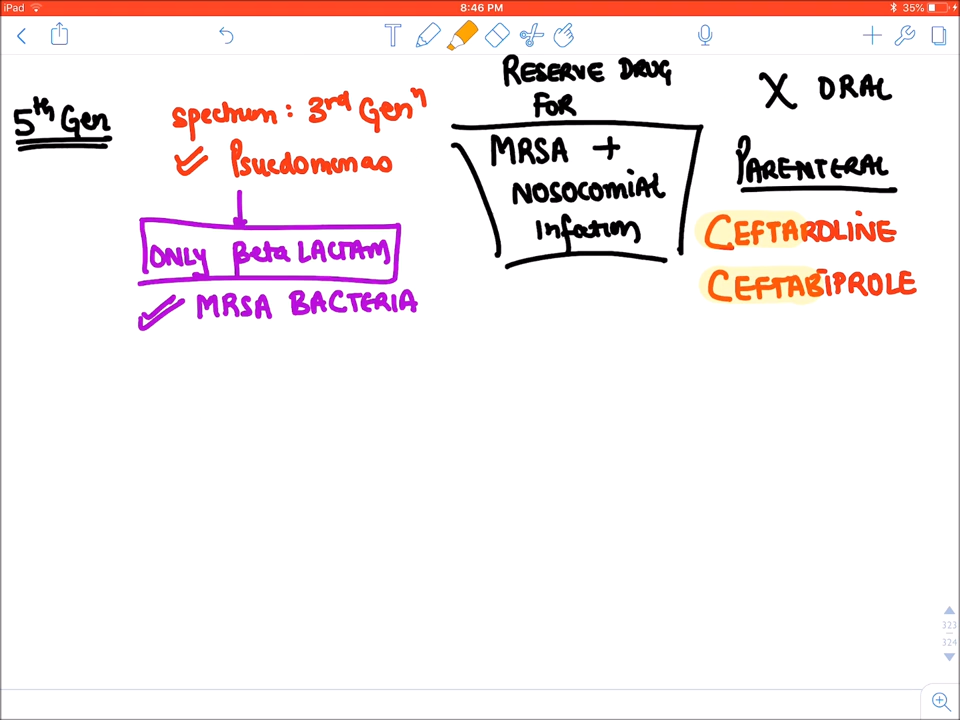 iPad
8:46 PM
35%
T
5th Gen
spectrum: 3rd Genn
Psuedomonas
ONLY Beta LACTAM
MRSA BACTERIA
RESERVE DRUG
FOR
MRSA +
NOSOCOMIAL
Infation
X ORAL
PARENTERAL
CEFTAROLINE
CEFTABIPROLE
323
324